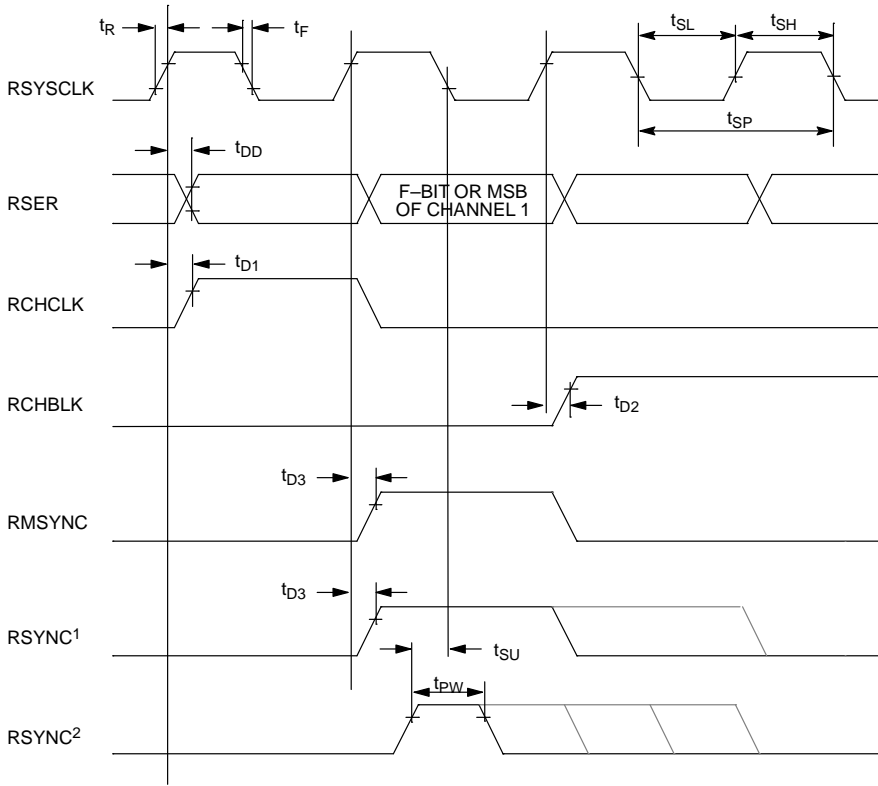 tR
tF
tSL
tSH
RSYSCLK
tSP
tDD
RSER
F–BIT OR MSB
OF CHANNEL 1
tD1
RCHCLK
RCHBLK
tD2
tD3
RMSYNC
tD3
RSYNC1
tSU
tPW
RSYNC2